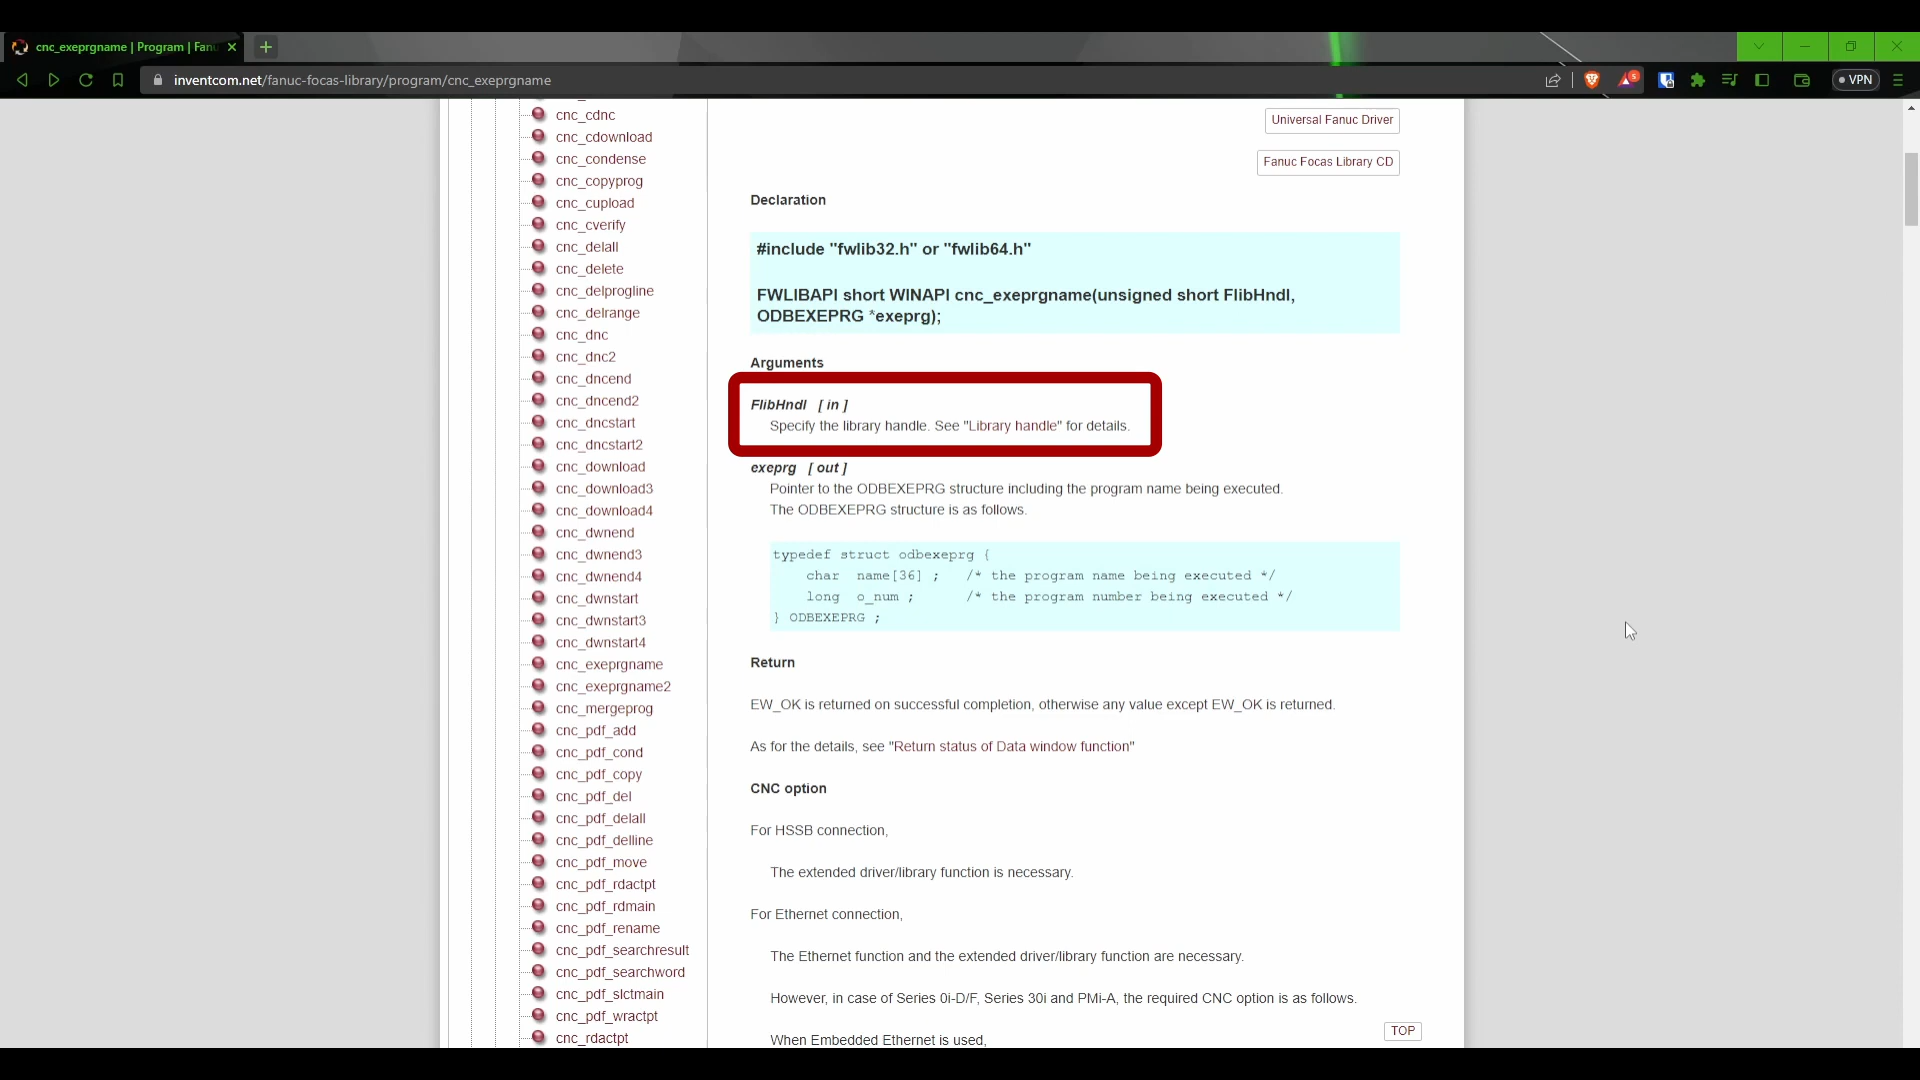 cnc_exeprgname | Program | Fanu
inventcom.net/fanuc-focas-library/program/cnc_exeprgname
5
VPN
cnc_cdnc
cnc_cdownload
cnc_condense
cnc_copyprog
cnc_cupload
cnc_cverify
cnc_delall
cnc_delete
cnc_delprogline
cnc_delrange
cnc_dnc
cnc_dnc2
cnc_dncend
cnc_dncend2
cnc_dncstart
cnc_dncstart2
cnc_download
cnc_download3
cnc_download4
cnc_dwnend
cnc_dwnend3
cnc_dwnend4
cnc_dwnstart
cnc_dwnstart3
cnc_dwnstart4
cnc_exeprgname
cnc_exeprgname2
cnc_mergeprog
cnc_pdf_add
cnc_pdf_cond
cnc_pdf_copy
cnc_pdf_del
cnc_pdf_delall
cnc_pdf_delline
cnc_pdf_move
cnc_pdf_rdactpt
cnc_pdf_rdmain
cnc_pdf_rename
cnc_pdf_searchresult
cnc_pdf_searchword
cnc_pdf_slctmain
cnc_pdf_wractpt
cnc_rdactpt
Universal Fanuc Driver
Fanuc Focas Library CD
Declaration
#include "fwlib32.h" or "fwlib64.h"
FWLIBAPI short WINAPI cnc_exeprgname(unsigned short FlibHndl,
ODBEXEPRG *exeprg);
Arguments
FlibHndl [ in ]
Specify the library handle. See "Library handle" for details.
exeprg [ out ]
Pointer to the ODBEXEPRG structure including the program name being executed.
The ODBEXEPRG structure is as follows.
typedef struct odbexeprg {
char name[36] ; /* the program name being executed */
long o_num ; /* the program number being executed */
} ODBEXEPRG ;
Return
EW_OK is returned on successful completion, otherwise any value except EW_OK is returned.
As for the details, see "Return status of Data window function"
CNC option
For HSSB connection,
The extended driver/library function is necessary.
For Ethernet connection,
The Ethernet function and the extended driver/library function are necessary.
However, in case of Series 0i-D/F, Series 30i and PMi-A, the required CNC option is as follows.
When Embedded Ethernet is used,
TOP